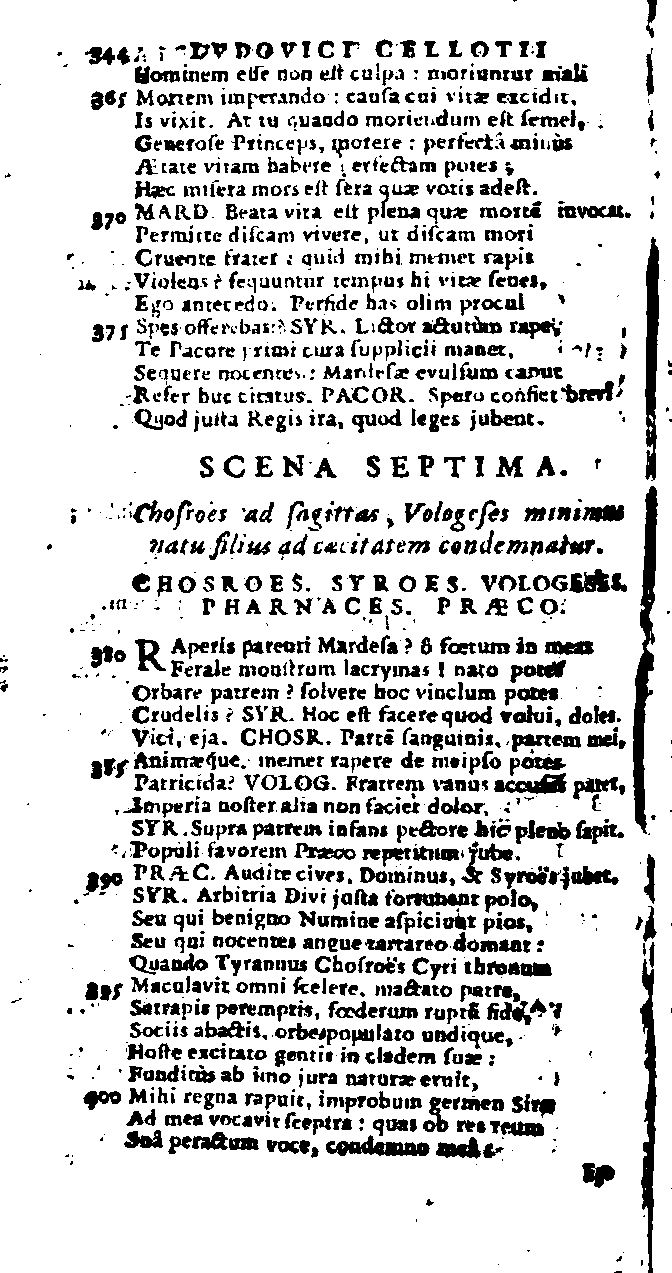 344 LVDOVICI CELLOTII
Hominem eſſe non eſt culpa : moriuntur
365 Mortem imperando : cauſa cui vitæ excidit,
Is vixit. At tu quando moriendum eſt ſemel,
Generoſe Princeps, motere : perfectâ minùs
Ætate vitam habere perfectam potes ;
Hæc miſera mors eſt ſera quæ votis adeſt.
370 MARD. Beata vita eſt plena quæ mortē invocat.
Permitte diſcam vivere, ut diſcam mori
Cruente frater : quid mihi memet rapis
Violens ? ſequuntur tempus hi vitæ ſenes,
Ego antecedo. Perfide has olim procul
375 Spes offerebas? SYR. Lictor actutùm rape,
Te Pacore primi cura ſupplicii manet,
Sequere nocentes : Mardeſæ evulſum caput
Refer huc citatus. PACOR. Spero confiet brevi
Quod juſta Regis ira, quod leges jubent.
SCENA SEPTIMA.
Choſroës ad ſagittas, Vologeſes minimus
natu filius ad cæcitatem condemnatur.
CHOSROES. SYROES. VOLOGESES.
PHARNACES. PRÆCO.
380 RAperis parenti Mardeſa ? ô fœtum in meas
Ferale monſtrum lacrymas ! nato potes
Orbare patrem ? ſolvere hoc vinclum potes
Crudelis ? SYR. Hoc eſt facere quod volui, doles.
Vici, eja. CHOSR. Partē ſanguinis, partem mei,
385 Animæque, memet rapere de meipſo potes
Patricida? VOLOG. Fratrem vanus accuſas pater,
Imperia noſter alia non faciet dolor,
SYR. Supra patrem infans pectore hic pleno ſapit.
Populi favorem Præco repetitum jube.
390 PRÆC. Audite cives, Dominus, & Syroës jubet.
SYR. Arbitria Divi juſta fortunant polo,
Seu qui benigno Numine aſpiciunt pios,
Seu qui nocentes angue tartareo domant :
Quando Tyrannus Choſroës Cyri thronum
395 Maculavit omni ſcelere, mactato patre,
Satrapis peremptis, fœderum ruptâ fide,
Sociis abactis, orbe populato undique,
Hoſte excitato gentis in cladem ſuæ :
Funditùs ab imo jura naturæ eruit,
400 Mihi regna rapuit, improbum germen Siræ
Ad mea vocavit ſceptra : quas ob res reum
Suâ peractum voce, condemno meâ